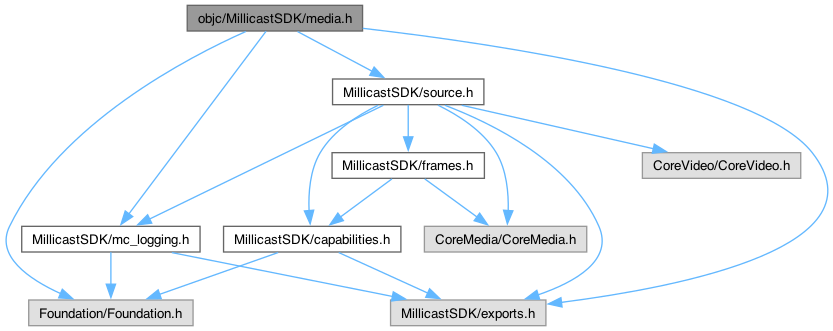 objc/MillicastSDK/media.h
MillicastSDK/source.h
MillicastSDK/frames.h
CoreVideo/CoreVideo.h
MillicastSDK/mc_logging.h
MillicastSDK/capabilities.h
CoreMedia/CoreMedia.h
Foundation/Foundation.h
MillicastSDK/exports.h